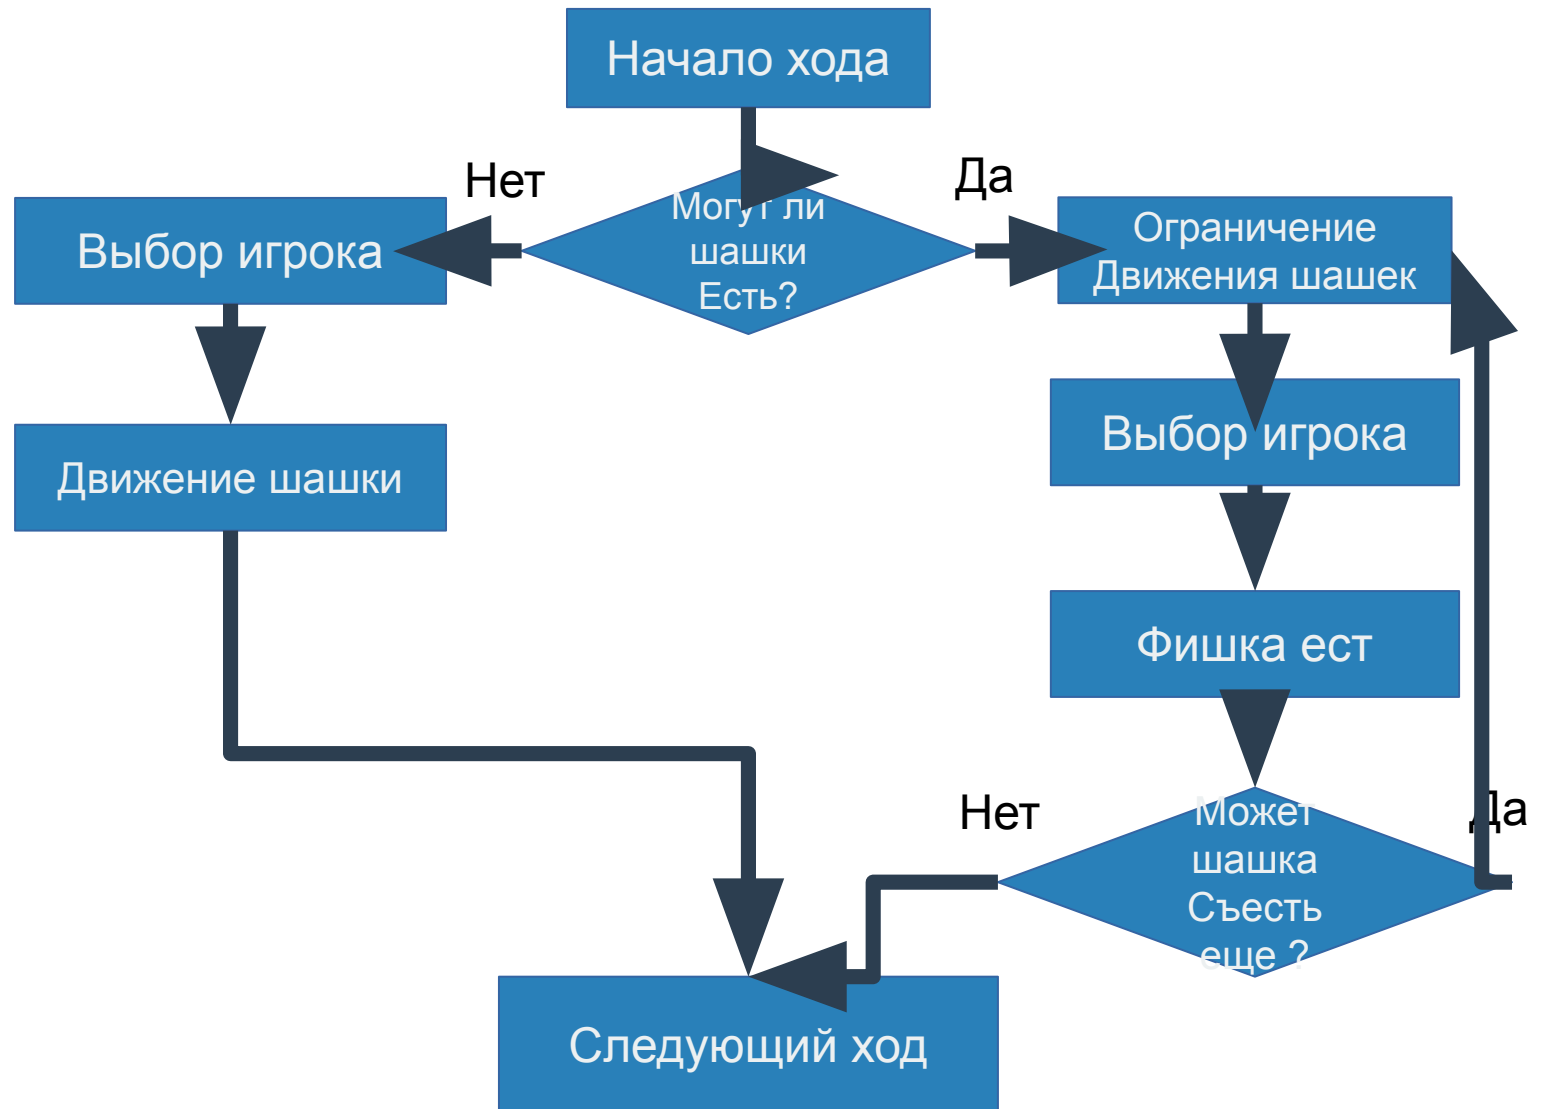 Начало хода
Нет
Да
Могут ли
шашки
Есть?
Выбор игрока
Ограничение
Движения шашек
Выбор игрока
Движение шашки
Фишка ест
Нет
Может
шашка
Съесть
еще ?
Да
Следующий ход